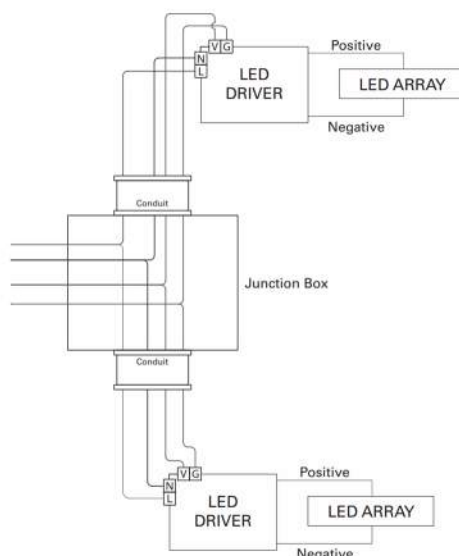 V G
N
L
LED
DRIVER
Positive
LED ARRAY
Negative
Conduit
Junction Box
Conduit
V G
N
L
LED
DRIVER
Positive
LED ARRAY
Negative